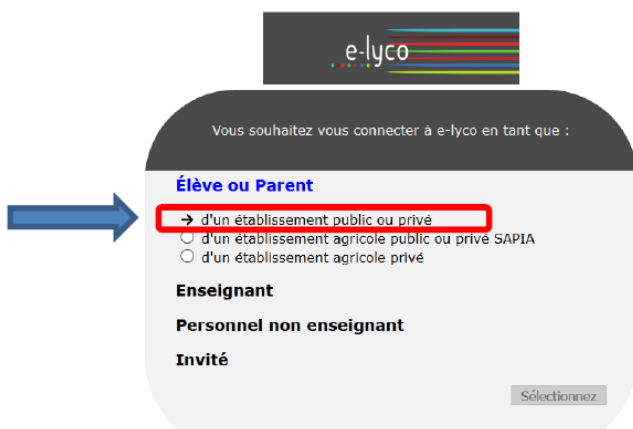 e-lyco
Vous souhaitez vous connecter à e-lyco en tant que :
Élève ou Parent
→ d'un établissement public ou privé
d'un établissement agricole public ou privé SAPIA
d'un établissement agricole privé
Enseignant
Personnel non enseignant
Invité
Sélectionnez